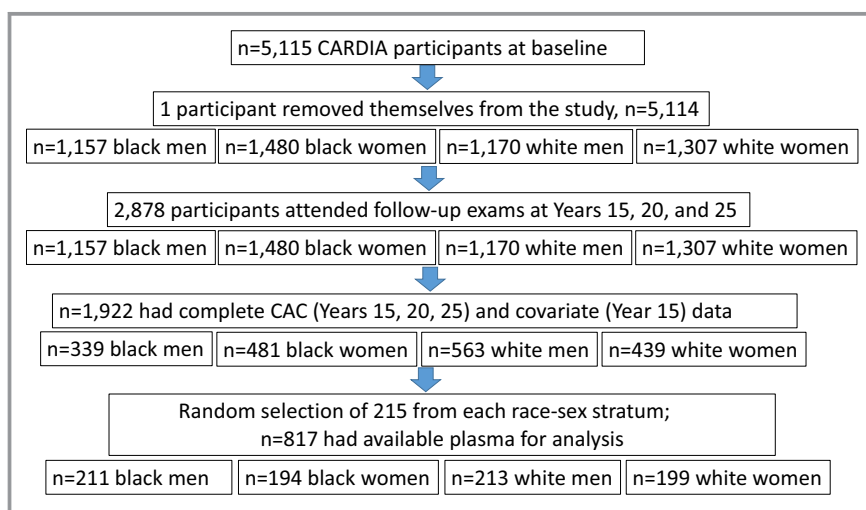 n=5,115 CARDIA participants at baseline
1 participant removed themselves from the study, n=5,114
n=1,157 black men n=1,480 black women n=1,170 white men n=1,307 white women
2,878 participants attended follow-up exams at Years 15, 20, and 25
n=1,157 black men n=1,480 black women n=1,170 white men n=1,307 white women
n=1,922 had complete CAC (Years 15, 20, 25) and covariate (Year 15) data
n=339 black men n=481 black women n=563 white men n=439 white women
Random selection of 215 from each race-sex stratum;
n=817 had available plasma for analysis
n=211 black men n=194 black women n=213 white men n=199 white women